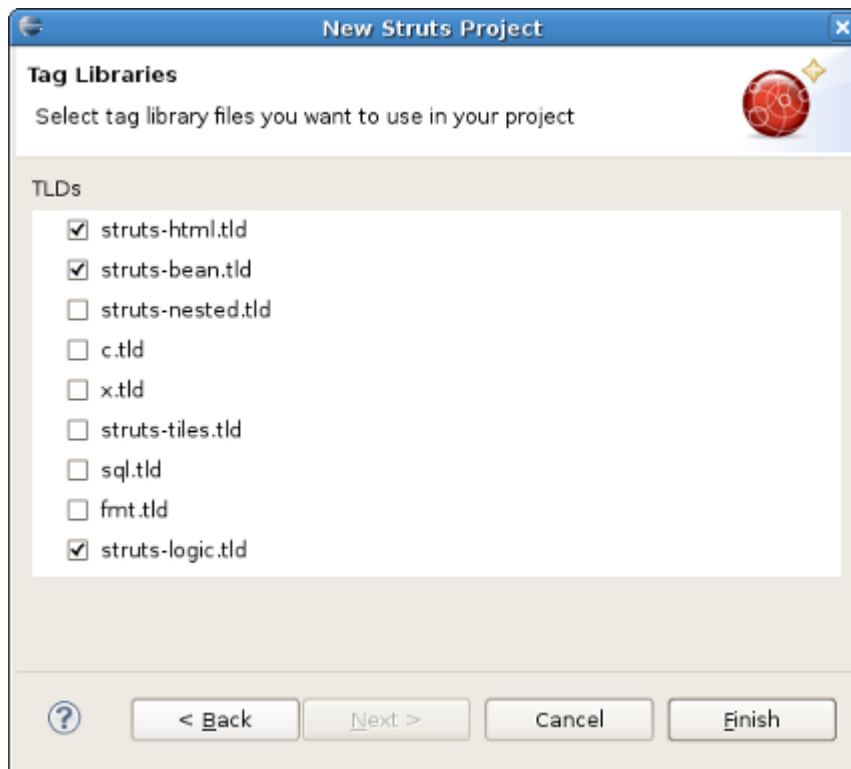 New Struts Project
Tag Libraries
Select tag library files you want to use in your project
TLDs
struts-html.tld
struts-bean.tld
struts-nested.tld
c.tld
x.tld
struts-tiles.tld
sql.tld
fmt.tld
struts-logic.tld
? < Back Next > Cancel Finish